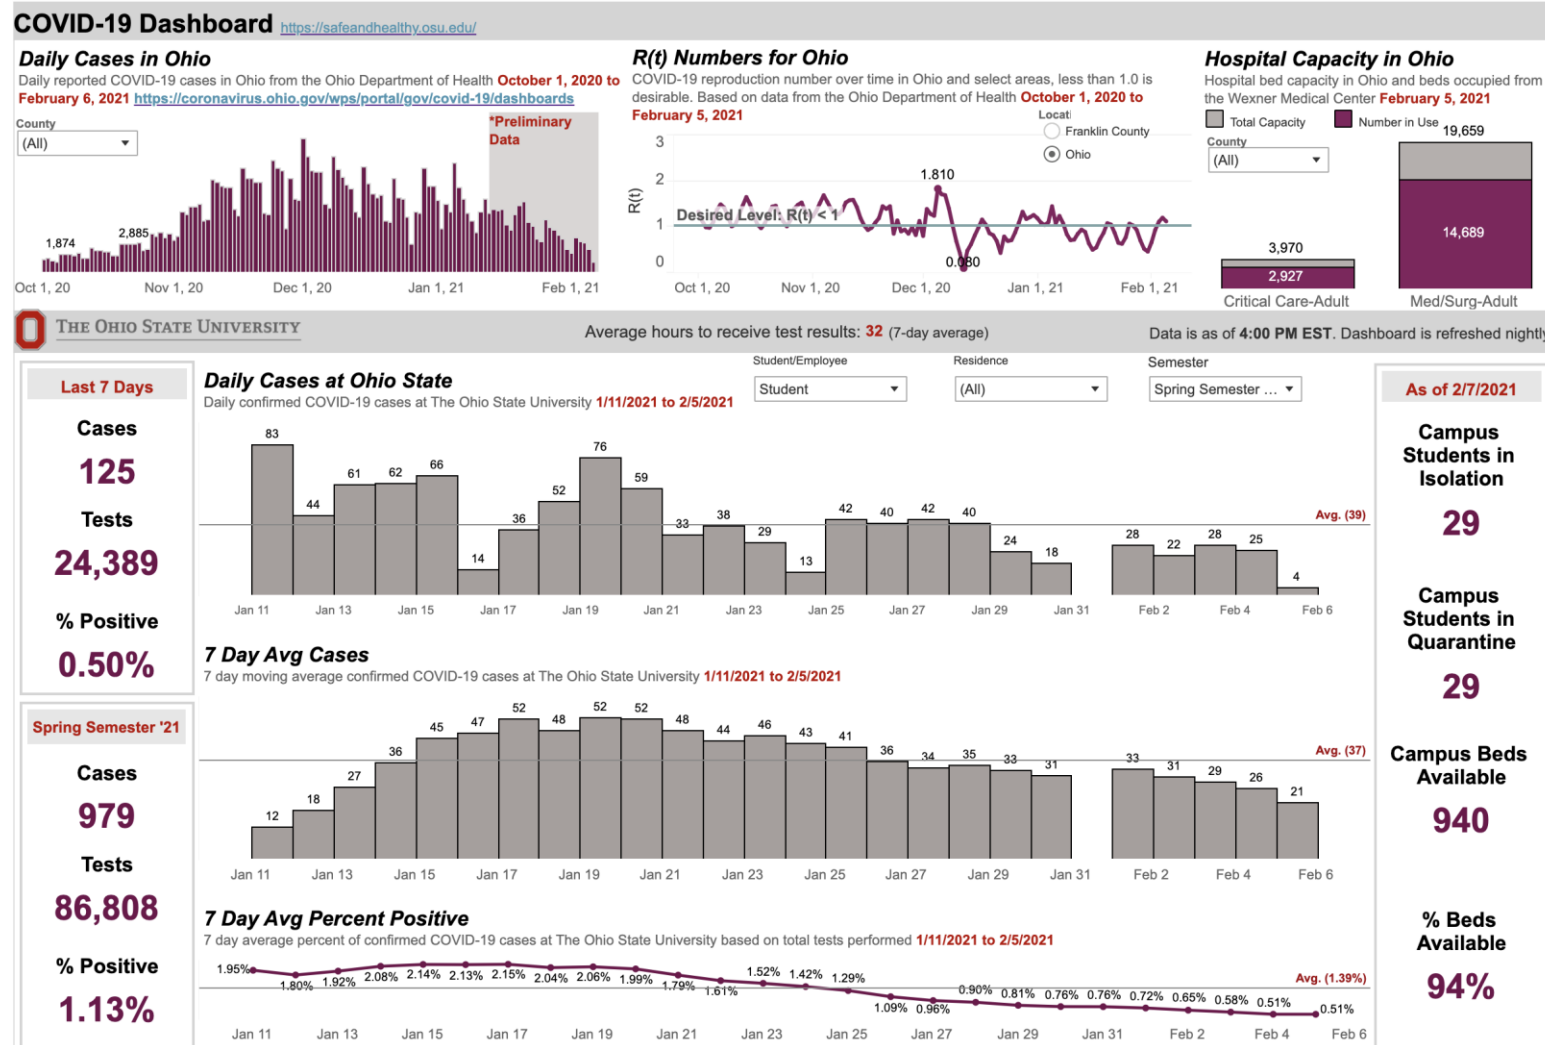 COVID-19 Dashboard https://safeandhealthy.osu.edu/
Daily Cases in Ohio
Daily reported COVID-19 cases in Ohio from the Ohio Department of Health October 1, 2020 to
February 6, 2021 https://coronavirus.ohio.gov/wps/portal/gov/covid-19/dashboards
County
(All)
*Preliminary
Data
1,874
2,885
Oct 1, 20 Nov 1, 20 Dec 1, 20 Jan 1, 21 Feb 1, 21
R(t) Numbers for Ohio
COVID-19 reproduction number over time in Ohio and select areas, less than 1.0 is
desirable. Based on data from the Ohio Department of Health October 1, 2020 to
February 5, 2021
Locati
Franklin County
Ohio
R(t)
3
2
1
0
1.810
Desired Level: R(t) < 1
0.080
Oct 1, 20 Nov 1, 20 Dec 1, 20 Jan 1, 21 Feb 1, 21
Hospital Capacity in Ohio
Hospital bed capacity in Ohio and beds occupied from
the Wexner Medical Center February 5, 2021
Total Capacity Number in Use
County
(All)
19,659
14,689
3,970
2,927
Critical Care-Adult Med/Surg-Adult
THE OHIO STATE UNIVERSITY
Average hours to receive test results: 32 (7-day average)
Data is as of 4:00 PM EST. Dashboard is refreshed nightly
Last 7 Days
Cases
125
Tests
24,389
% Positive
0.50%
Spring Semester '21
Cases
979
Tests
86,808
% Positive
1.13%
Daily Cases at Ohio State
Daily confirmed COVID-19 cases at The Ohio State University 1/11/2021 to 2/5/2021
Student/Employee
Student
Residence
(All)
Semester
Spring Semester ...
83 44 61 62 66 14 36 52 76 59 33 38 29 13 42 40 42 40 24 18 28 22 28 25 4
Avg. (39)
Jan 11 Jan 13 Jan 15 Jan 17 Jan 19 Jan 21 Jan 23 Jan 25 Jan 27 Jan 29 Jan 31 Feb 2 Feb 4 Feb 6
7 Day Avg Cases
7 day moving average confirmed COVID-19 cases at The Ohio State University 1/11/2021 to 2/5/2021
12 18 27 36 45 47 52 48 52 52 48 44 46 43 41 36 34 35 33 31 33 31 29 26 21
Avg. (37)
Jan 11 Jan 13 Jan 15 Jan 17 Jan 19 Jan 21 Jan 23 Jan 25 Jan 27 Jan 29 Jan 31 Feb 2 Feb 4 Feb 6
7 Day Avg Percent Positive
7 day average percent of confirmed COVID-19 cases at The Ohio State University based on total tests performed 1/11/2021 to 2/5/2021
1.95% 1.80% 1.92% 2.08% 2.14% 2.13% 2.15% 2.04% 2.06% 1.99% 1.79% 1.61% 1.52% 1.42% 1.29% 1.09% 0.96% 0.90% 0.81% 0.76% 0.76% 0.72% 0.65% 0.58% 0.51% 0.51%
Avg. (1.39%)
Jan 11 Jan 13 Jan 15 Jan 17 Jan 19 Jan 21 Jan 23 Jan 25 Jan 27 Jan 29 Jan 31 Feb 2 Feb 4 Feb 6
As of 2/7/2021
Campus
Students in
Isolation
29
Campus
Students in
Quarantine
29
Campus Beds
Available
940
% Beds
Available
94%